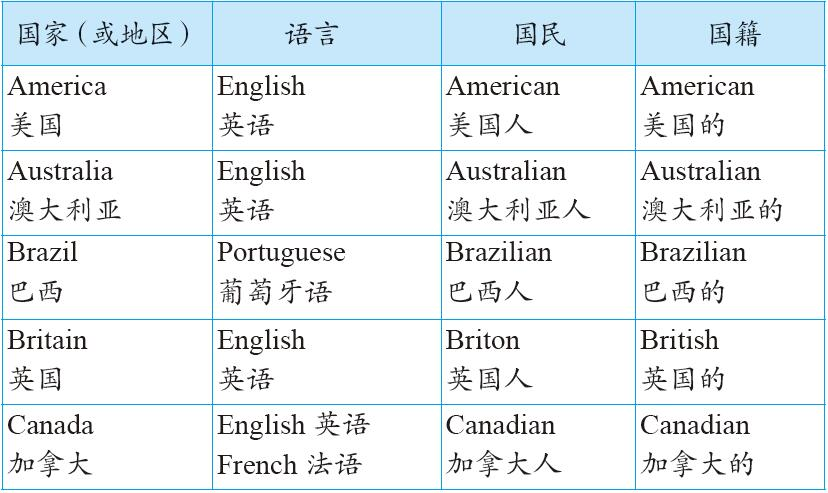 国家（或地区） 语言 国民 国籍
America English American American
美国 英语 美国人 美国的
Australia English Australian Australian
澳大利亚 英语 澳大利亚人 澳大利亚的
Brazil Portuguese Brazilian Brazilian
巴西 葡萄牙语 巴西人 巴西的
Britain English Briton British
英国 英语 英国人 英国的
Canada English 英语 Canadian Canadian
加拿大 French 法语 加拿大人 加拿大的